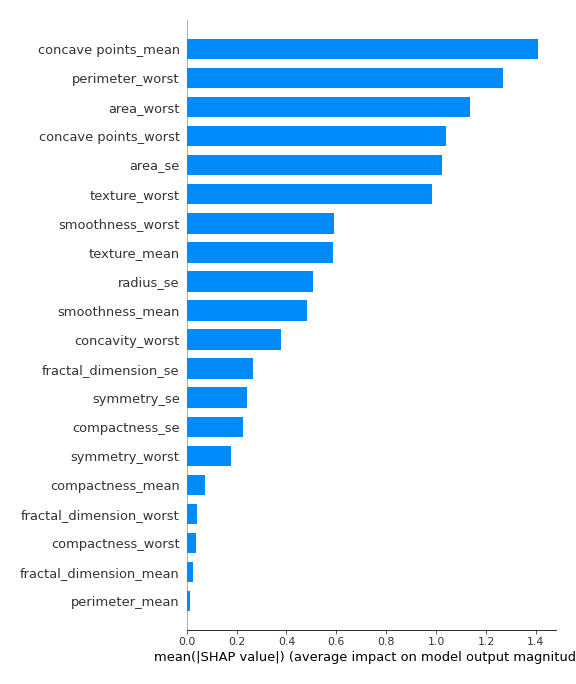 concave points_mean
perimeter_worst
area_worst
concave points_worst
area_se
texture_worst
smoothness_worst
texture_mean
radius_se
smoothness_mean
concavity_worst
fractal_dimension_se
symmetry_se
compactness_se
symmetry_worst
compactness_mean
fractal_dimension_worst
compactness_worst
fractal_dimension_mean
perimeter_mean
0.0 0.2 0.4 0.6 0.8 1.0 1.2 1.4
mean(|SHAP value|) (average impact on model output magnitud